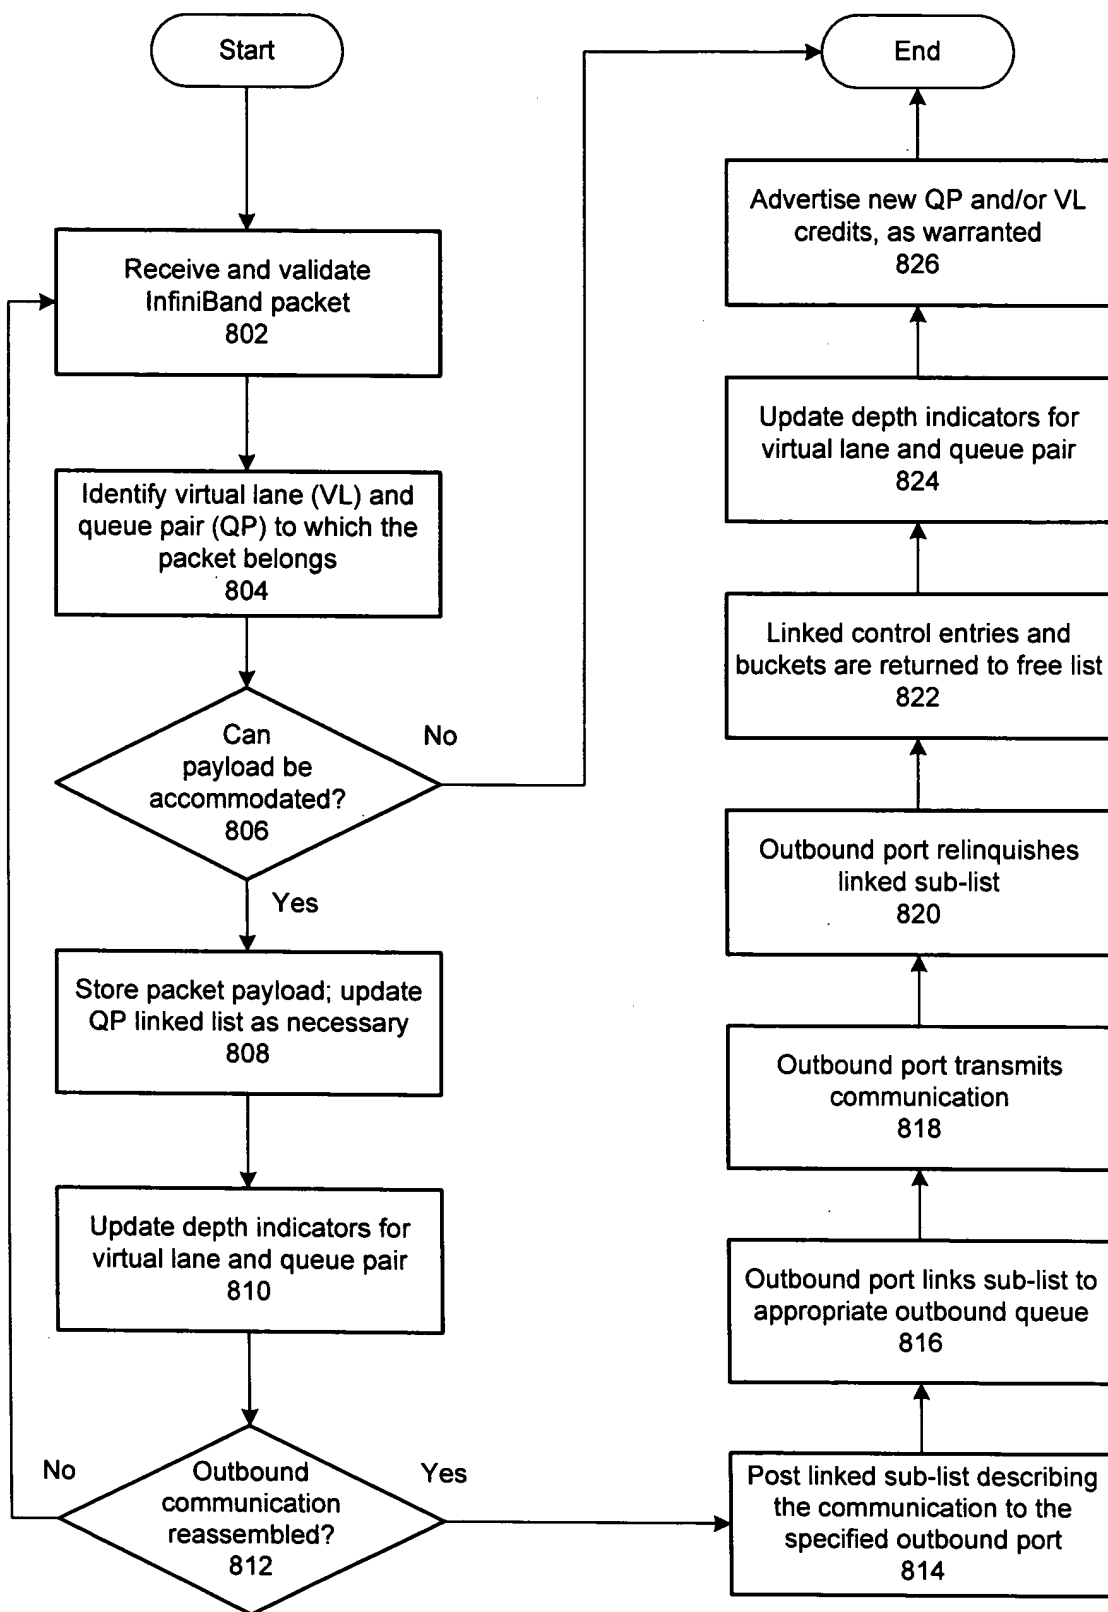 Start
Receive and validate
InfiniBand packet
802
Identify virtual lane (VL) and
queue pair (QP) to which the
packet belongs
804
Can
payload be
accommodated?
806
No
Yes
Store packet payload; update
QP linked list as necessary
808
Update depth indicators for
virtual lane and queue pair
810
Outbound
communication
reassembled?
812
No
Yes
Post linked sub-list describing
the communication to the
specified outbound port
814
Outbound port links sub-list to
appropriate outbound queue
816
Outbound port transmits
communication
818
Outbound port relinquishes
linked sub-list
820
Linked control entries and
buckets are returned to free list
822
Update depth indicators for
virtual lane and queue pair
824
Advertise new QP and/or VL
credits, as warranted
826
End